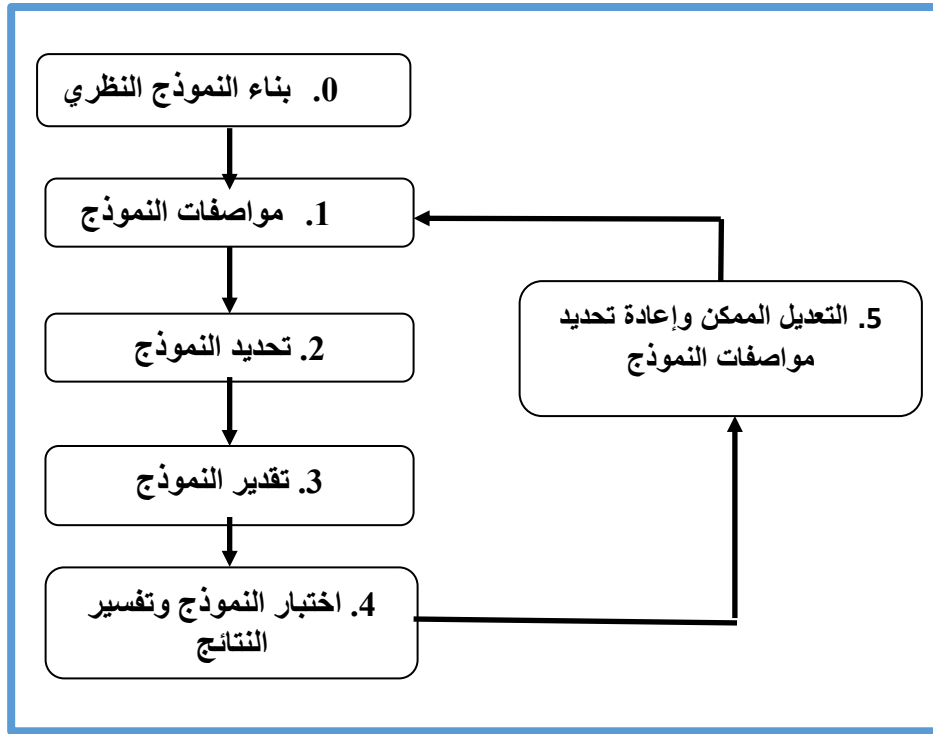 0. بناء النموذج النظري
1. مواصفات النموذج
2. تحديد النموذج
3. تقدير النموذج
4. اختبار النموذج وتفسير
النتائج
5. التعديل الممكن وإعادة تحديد
مواصفات النموذج